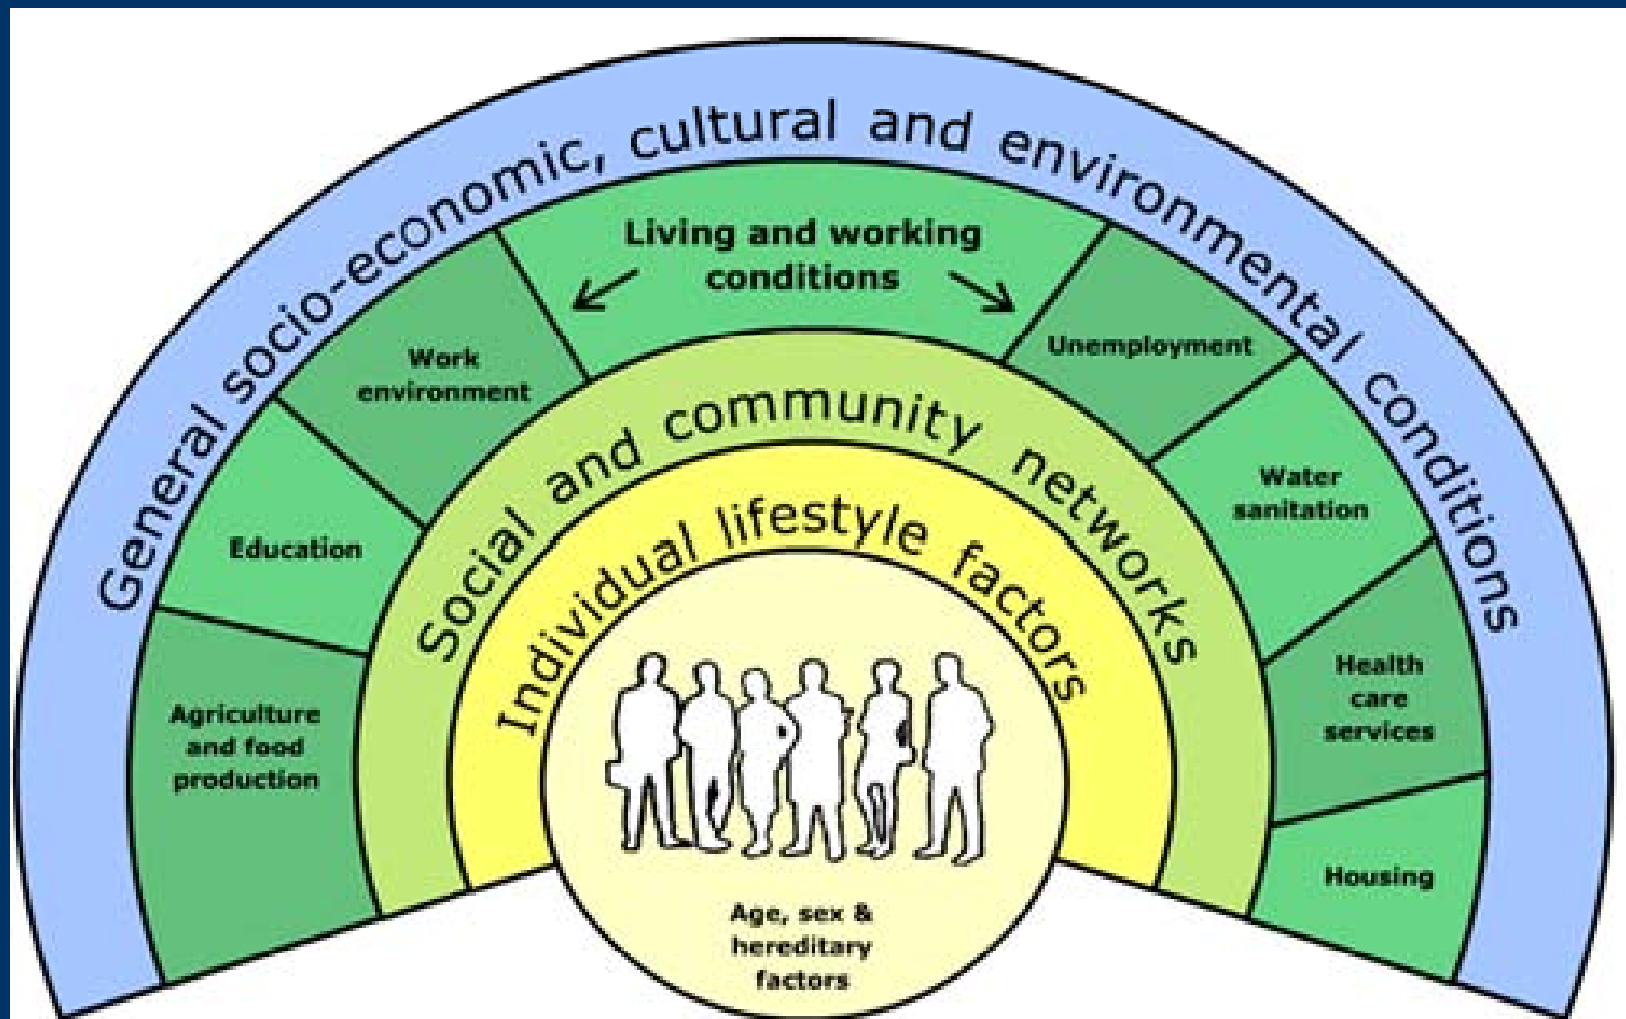 General socio-economic, cultural and environmental conditions
Living and working
conditions
Work
environment
Unemployment
Education
Water
sanitation
Agriculture
and food
production
Health
care
services
Housing
Social and community networks
Individual lifestyle factors
Age, sex &
hereditary
factors